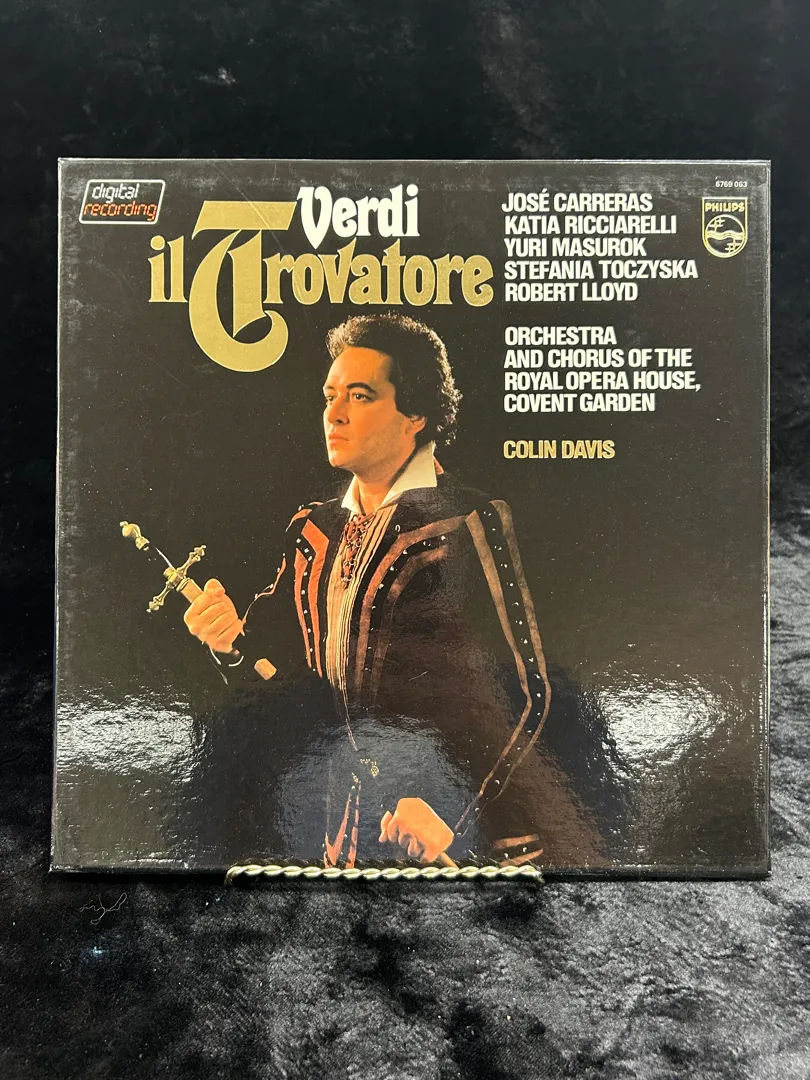 digital
recording
Verdi
il Trovatore
JOSÉ CARRERAS
KATIA RICCIARELLI
YURI MASUROK
STEFANIA TOCZYSKA
ROBERT LLOYD
ORCHESTRA
AND CHORUS OF THE
ROYAL OPERA HOUSE,
COVENT GARDEN
COLIN DAVIS
6769 063
PHILIPS